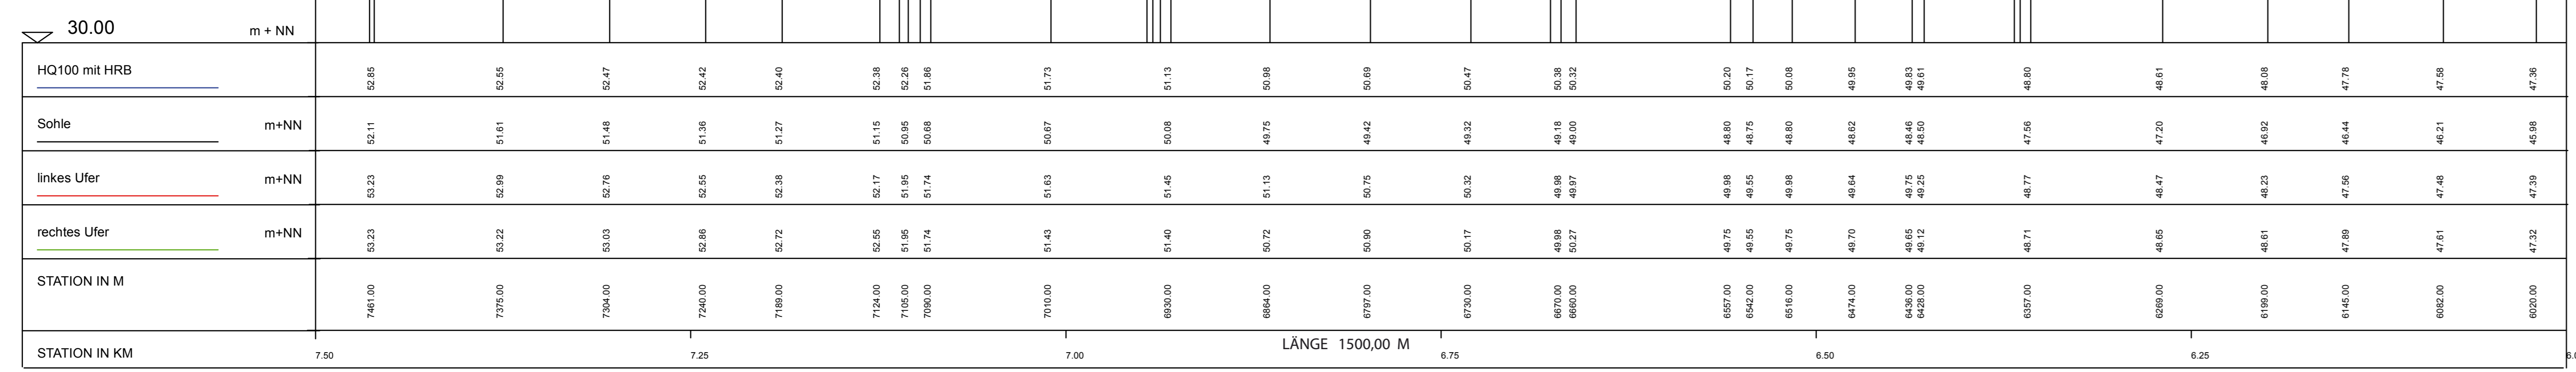 30.00 m + NN
HQ100 mit HRB 52.85 52.55 52.47 52.42 52.40 52.38 52.26 51.86 51.73 51.13 50.98 50.69 50.47 50.38 50.32 50.20 50.17 50.08 49.95 49.83 49.61 48.80 48.61 48.08 47.78 47.58 47.36
Sohle m+NN 52.11 51.61 51.48 51.36 51.27 51.15 50.95 50.68 50.67 50.08 49.75 49.42 49.32 49.18 49.00 48.80 48.75 48.80 48.62 48.46 48.50 47.56 47.20 46.92 46.44 46.21 45.98
linkes Ufer m+NN 53.23 52.99 52.76 52.55 52.38 52.17 51.95 51.74 51.63 51.45 51.13 50.75 50.32 49.98 49.97 49.98 49.55 49.98 49.64 49.75 49.25 48.77 48.47 48.23 47.56 47.48 47.39
rechtes Ufer m+NN 53.23 53.22 53.03 52.86 52.72 52.55 51.95 51.74 51.43 51.40 50.72 50.90 50.17 49.98 50.27 49.75 49.55 49.75 49.70 49.65 49.12 48.71 48.65 48.61 47.89 47.61 47.32
STATION IN M 7461.00 7375.00 7304.00 7240.00 7189.00 7124.00 7105.00 7090.00 7010.00 6930.00 6864.00 6797.00 6730.00 6670.00 6660.00 6557.00 6542.00 6516.00 6474.00 6436.00 6428.00 6357.00 6269.00 6199.00 6145.00 6082.00 6020.00
LÄNGE 1500,00 M
STATION IN KM 7.50 7.25 7.00 6.75 6.50 6.25